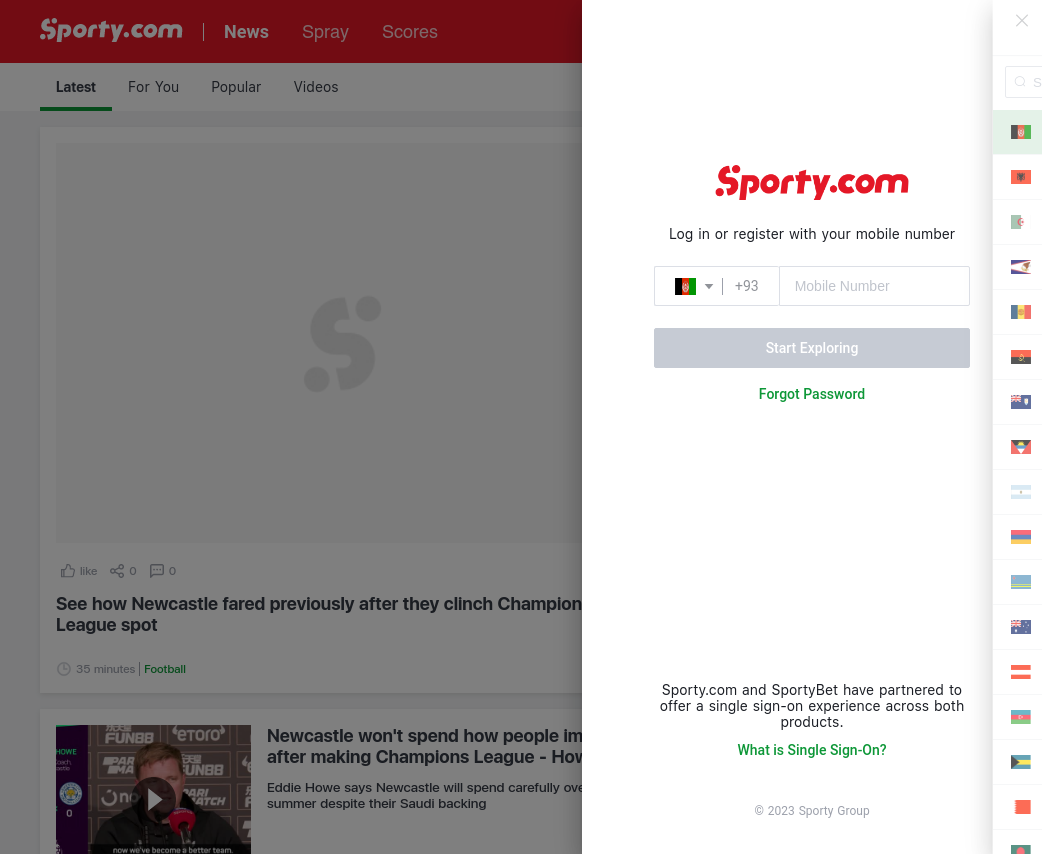 Sporty.com
News
Spray
Scores
Latest
For You
Popular
Videos
like
0
0
See how Newcastle fared previously after they clinch Champion
League spot
35 minutes
Football
HOWE
0
FUN88
etoro
FUN88
now we've become a better team.
Newcastle won't spend how people im
after making Champions League - How
Eddie Howe says Newcastle will spend carefully ove
summer despite their Saudi backing
Sporty.com
Log in or register with your mobile number
+93
Mobile Number
Start Exploring
Forgot Password
Sporty.com and SportyBet have partnered to
offer a single sign-on experience across both
products.
What is Single Sign-On?
© 2023 Sporty Group
S